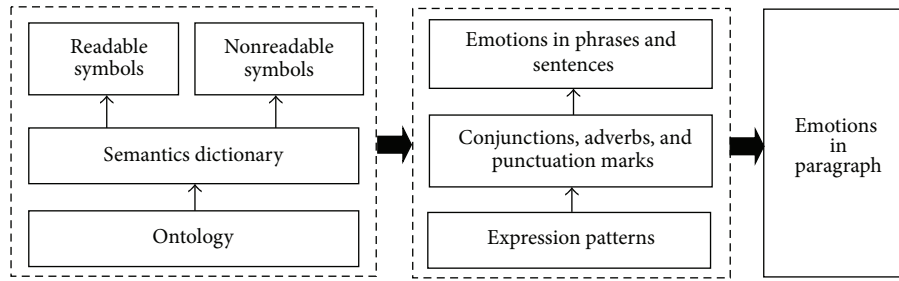 Readable
symbols
Nonreadable
symbols
Semantics dictionary
Ontology
Emotions in phrases and
sentences
Conjunctions, adverbs, and
punctuation marks
Expression patterns
Emotions
in
paragraph